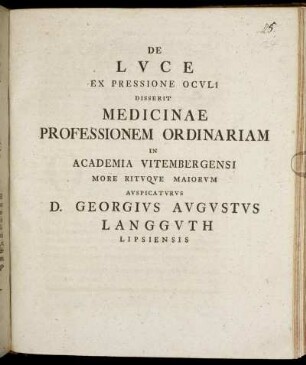 85.
DE
LVCE
EX PRESSIONE OCVLI
DISSERIT
MEDICINAE
PROFESSIONEM ORDINARIAM
IN
ACADEMIA VITEMBERGENSI
MORE RITVQVE MAIORVM
AVSPICATVRVS
D. GEORGIVS AVGVSTVS
LANGGVTH
LIPSIENSIS